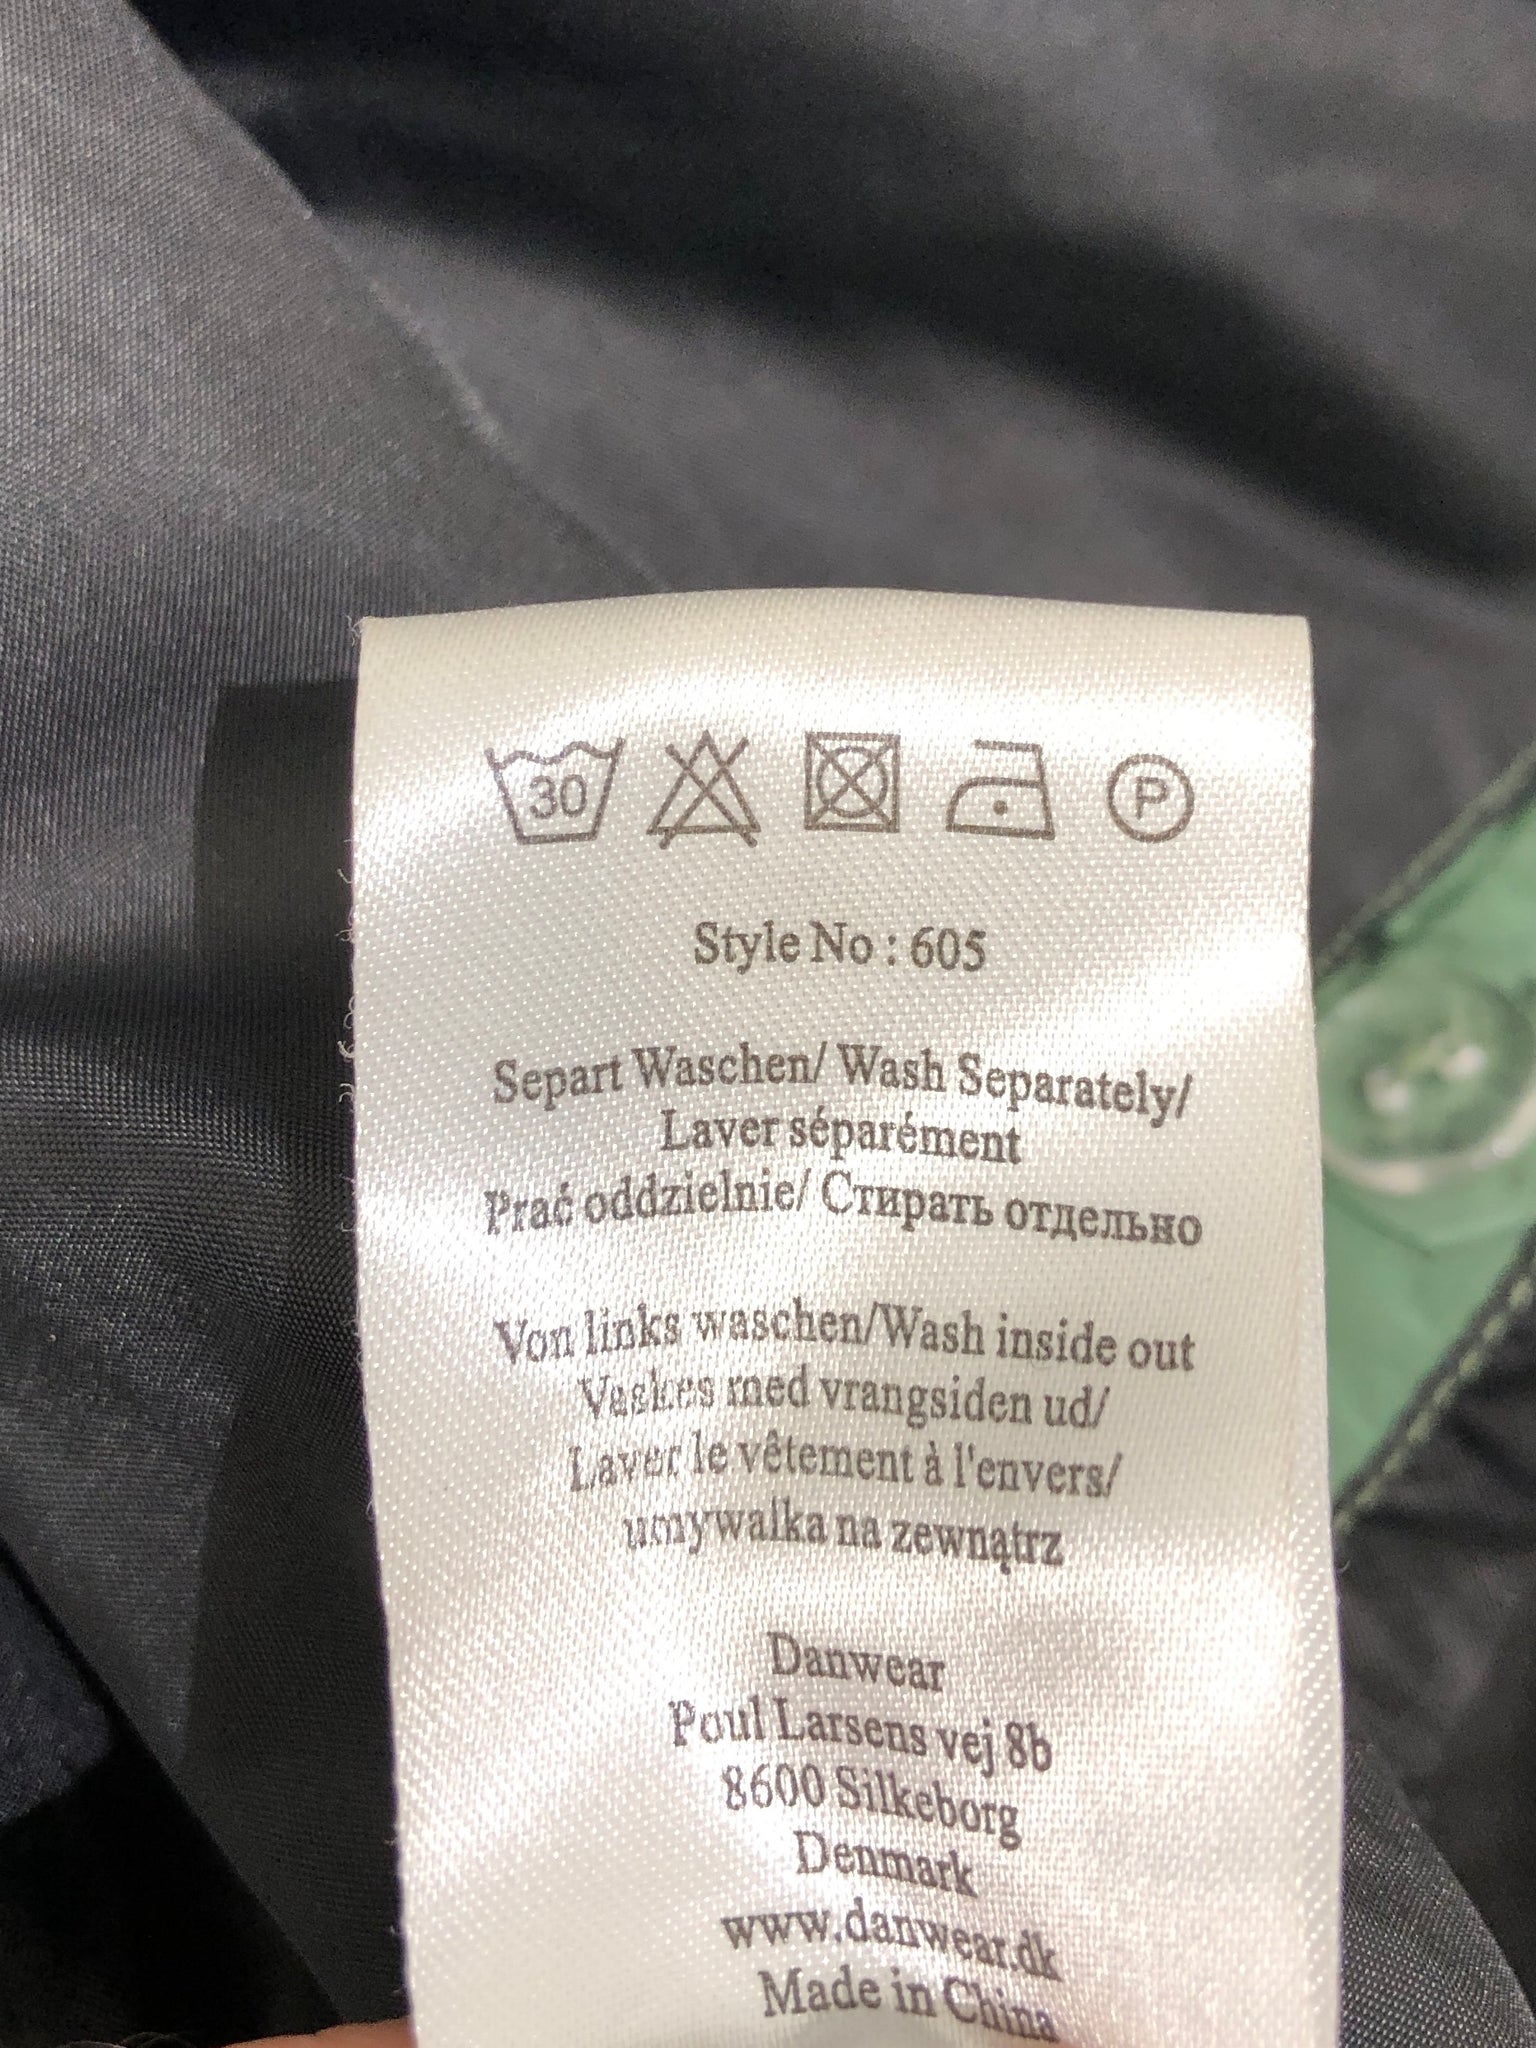 30
P
Style No : 605
Separt Waschen/ Wash Separately/
Laver séparément
Prać oddzielnie/ Стирать отдельно
Von links waschen/Wash inside out
Vaskes med vrangsiden ud/
Laver le vêtement à l'envers/
umywalka na zewnątrz
Danwear
Poul Larsens vej 8b
8600 Silkeborg
Denmark
www.danwear.dk
Made in China